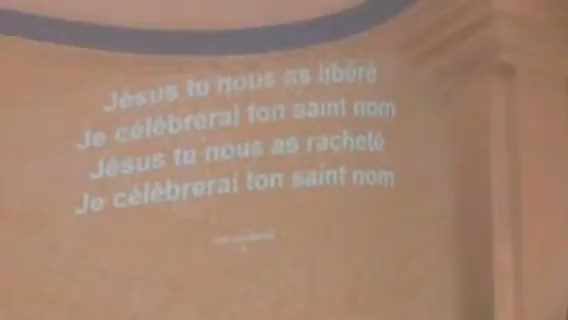 Jésus tu nous as libéré
Je célébrerai ton saint nom
Jésus tu nous as racheté
Je célébrerai ton saint nom